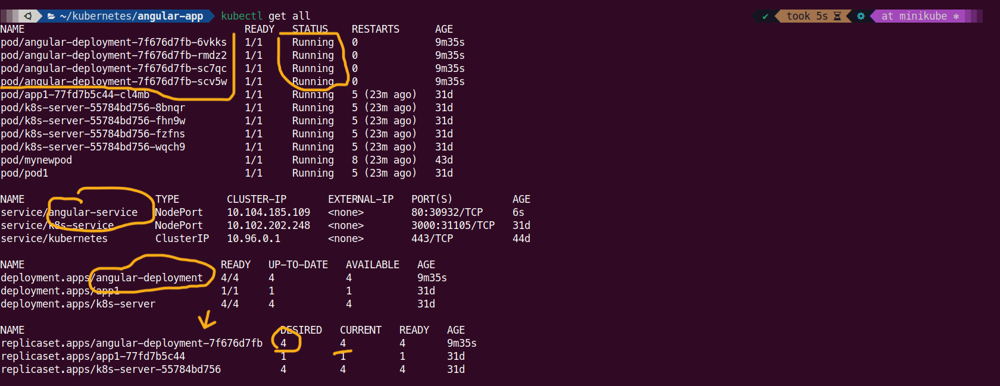 ~/kubernetes/angular-app kubectl get all ✔ took 5s at minikube
NAME READY STATUS RESTARTS AGE
pod/angular-deployment-7f676d7fb-6vkks 1/1 Running 0 9m35s
pod/angular-deployment-7f676d7fb-rmdz2 1/1 Running 0 9m35s
pod/angular-deployment-7f676d7fb-sc7qc 1/1 Running 0 9m35s
pod/angular-deployment-7f676d7fb-scv5w 1/1 Running 0 9m35s
pod/app1-77fd7b5c44-cl4mb 1/1 Running 5 (23m ago) 31d
pod/k8s-server-55784bd756-8bnqr 1/1 Running 5 (23m ago) 31d
pod/k8s-server-55784bd756-fhn9w 1/1 Running 5 (23m ago) 31d
pod/k8s-server-55784bd756-fzfns 1/1 Running 5 (23m ago) 31d
pod/k8s-server-55784bd756-wqch9 1/1 Running 5 (23m ago) 31d
pod/mynewpod 1/1 Running 8 (23m ago) 43d
pod/pod1 1/1 Running 5 (23m ago) 31d
NAME TYPE CLUSTER-IP EXTERNAL-IP PORT(S) AGE
service/angular-service NodePort 10.104.185.109 <none> 80:30932/TCP 6s
service/k8s-service NodePort 10.102.202.248 <none> 3000:31105/TCP 31d
service/kubernetes ClusterIP 10.96.0.1 <none> 443/TCP 44d
NAME READY UP-TO-DATE AVAILABLE AGE
deployment.apps/angular-deployment 4/4 4 4 9m35s
deployment.apps/app1 1/1 1 1 31d
deployment.apps/k8s-server 4/4 4 4 31d
NAME DESIRED CURRENT READY AGE
replicaset.apps/angular-deployment-7f676d7fb 4 4 4 9m35s
replicaset.apps/app1-77fd7b5c44 1 1 1 31d
replicaset.apps/k8s-server-55784bd756 4 4 4 31d